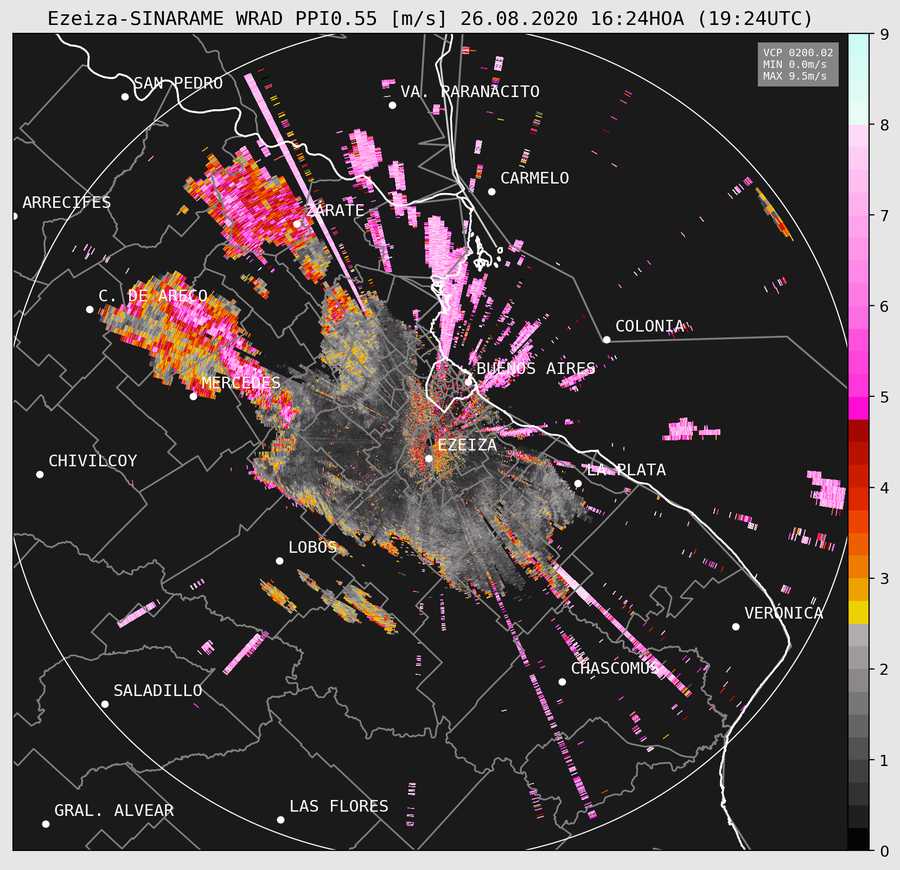 Ezeiza-SINARAME WRAD PPI0.55 [m/s] 26.08.2020 16:24HOA (19:24UTC)
VCP 0200.02
MIN 0.0m/s
MAX 9.5m/s
9
SAN PEDRO
VA. PARANACITO
8
CARMELO
ARRECIFES
ZARATE
7
C. DE ARECO
6
COLONIA
BUENOS AIRES
MERCEDES
5
EZEIZA
CHIVILCOY
LA PLATA
4
LOBOS
3
VERÓNICA
CHASCOMUS
2
SALADILLO
1
LAS FLORES
GRAL. ALVEAR
0